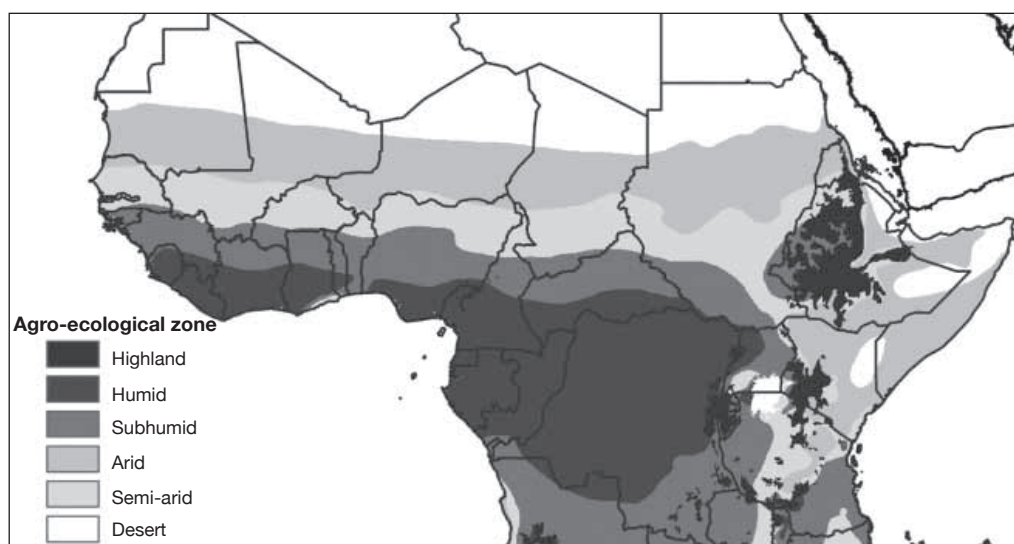 Agro-ecological zone
Highland
Humid
Subhumid
Arid
Semi-arid
Desert